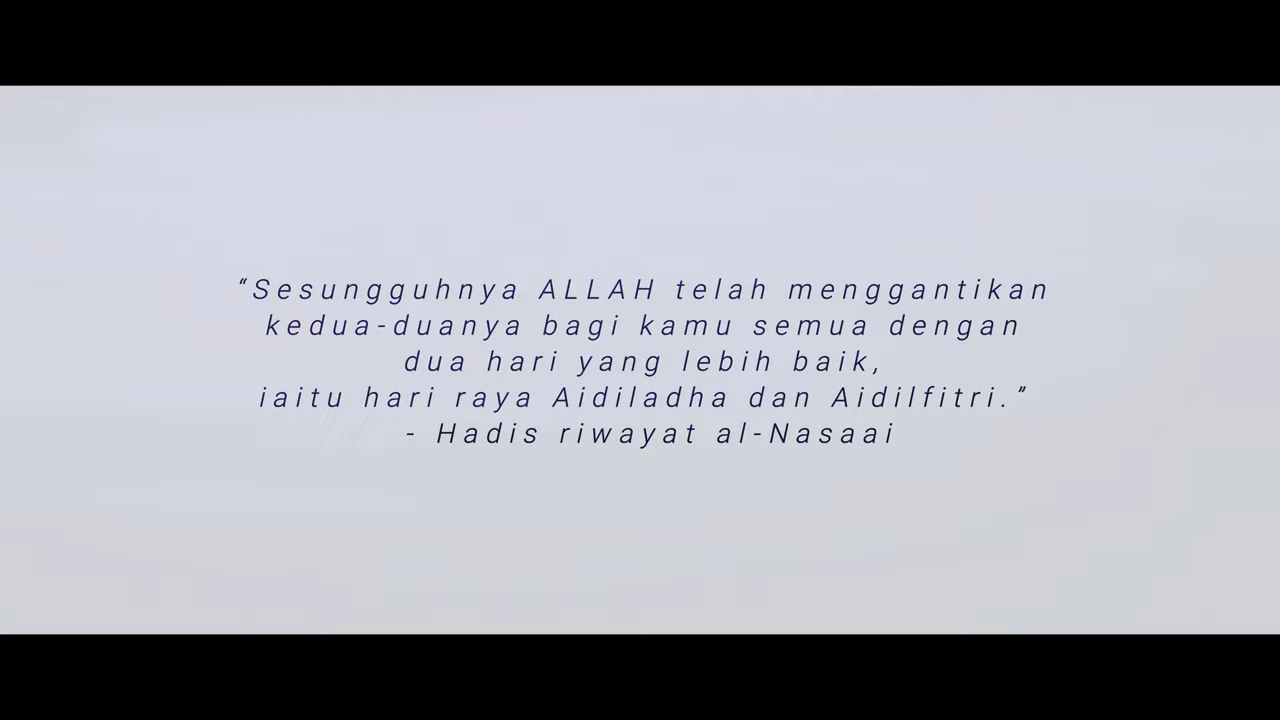 “Sesungguhnya ALLAH telah menggantikan
kedua-duanya bagi kamu semua dengan
dua hari yang lebih baik,
iaitu hari raya Aidiladha dan Aidilfitri.”
- Hadis riwayat al-Nasaai